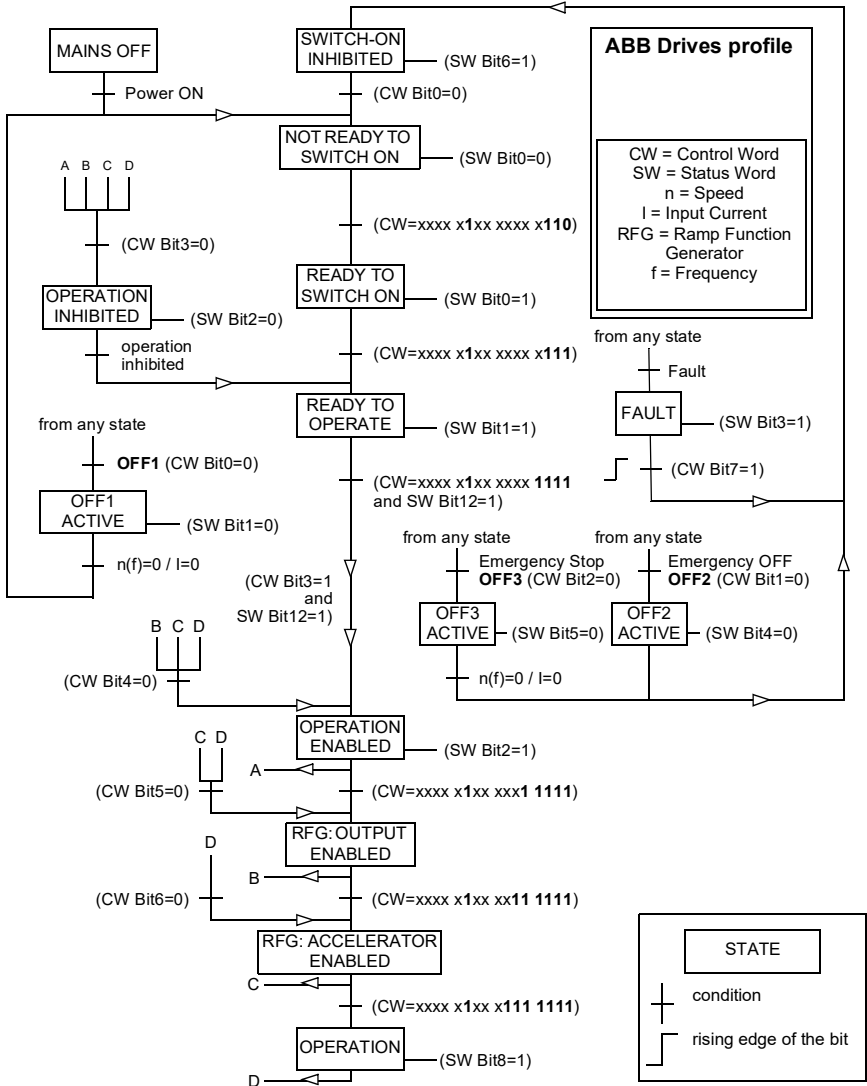 MAINS OFF
Power ON
SWITCH-ON
INHIBITED
(SW Bit6=1)
(CW Bit0=0)
ABB Drives profile
CW = Control Word
SW = Status Word
n = Speed
I = Input Current
RFG = Ramp Function
Generator
f = Frequency
NOT READY TO
SWITCH ON
(SW Bit0=0)
A B C D
(CW Bit3=0)
(CW=xxxx x1xx xxxx x110)
OPERATION
INHIBITED
(SW Bit2=0)
operation
inhibited
READY TO
SWITCH ON
(SW Bit0=1)
(CW=xxxx x1xx xxxx x111)
from any state
Fault
FAULT
(SW Bit3=1)
(CW Bit7=1)
READY TO
OPERATE
(SW Bit1=1)
(CW=xxxx x1xx xxxx 1111
and SW Bit12=1)
from any state
OFF1 (CW Bit0=0)
OFF1
ACTIVE
(SW Bit1=0)
n(f)=0 / I=0
(CW Bit3=1
and
SW Bit12=1)
from any state
Emergency Stop
OFF3 (CW Bit2=0)
OFF3
ACTIVE
(SW Bit5=0)
n(f)=0 / I=0
from any state
Emergency OFF
OFF2 (CW Bit1=0)
OFF2
ACTIVE
(SW Bit4=0)
B C D
(CW Bit4=0)
OPERATION
ENABLED
(SW Bit2=1)
A
C D
(CW Bit5=0)
(CW=xxxx x1xx xxx1 1111)
RFG: OUTPUT
ENABLED
B
D
(CW Bit6=0)
(CW=xxxx x1xx xx11 1111)
RFG: ACCELERATOR
ENABLED
C
(CW=xxxx x1xx x111 1111)
OPERATION
(SW Bit8=1)
D
STATE
condition
rising edge of the bit